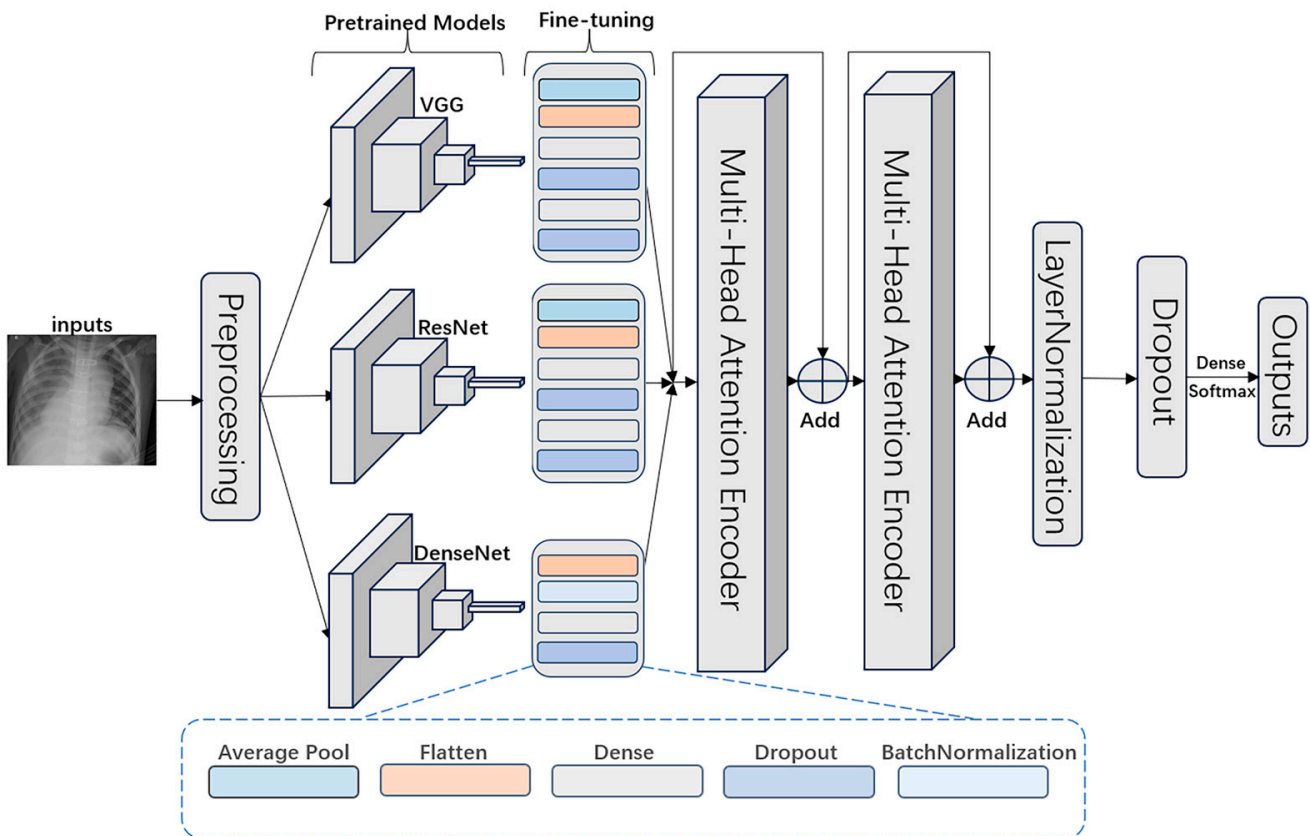 Pretrained Models
Fine-tuning
VGG
inputs
Preprocessing
ResNet
DenseNet
Multi-Head Attention Encoder
Add
Multi-Head Attention Encoder
Add
LayerNormalization
Dropout
Dense
Softmax
Outputs
Average Pool
Flatten
Dense
Dropout
BatchNormalization